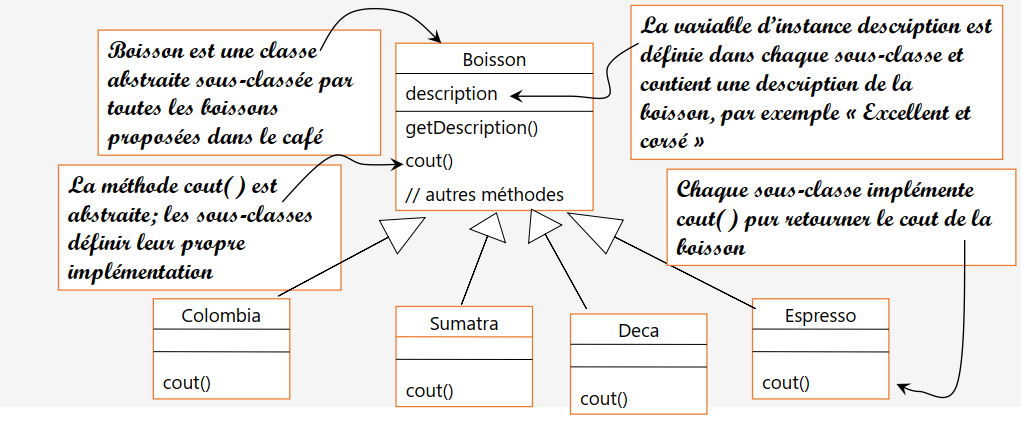 Boisson est une classe
abstraite sous-classée par
toutes les boissons
proposées dans le café
La variable d'instance description est
définie dans chaque sous-classe et
contient une description de la
boisson, par exemple « Excellent et
corsé »
Boisson
description
getDescription()
cout()
// autres méthodes
La méthode cout( ) est
abstraite; les sous-classes
définir leur propre
implémentation
Chaque sous-classe implémente
cout( ) pur retourner le cout de la
boisson
Colombia
cout()
Sumatra
cout()
Deca
cout()
Espresso
cout()